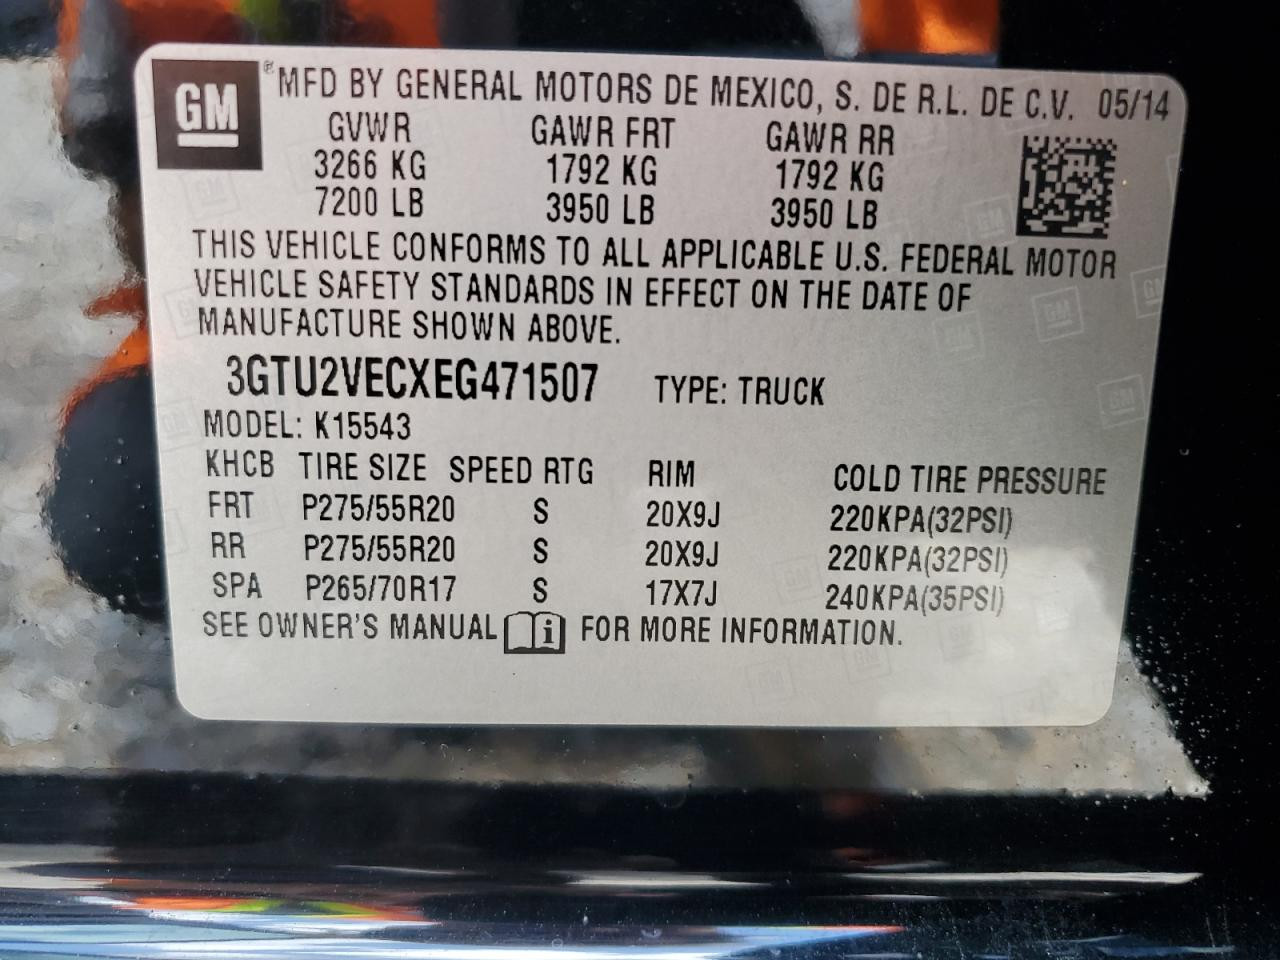 GM ® MFD BY GENERAL MOTORS DE MEXICO, S. DE R.L. DE C.V. 05/14
GVWR GAWR FRT GAWR RR
3266 KG 1792 KG 1792 KG
7200 LB 3950 LB 3950 LB
THIS VEHICLE CONFORMS TO ALL APPLICABLE U.S. FEDERAL MOTOR
VEHICLE SAFETY STANDARDS IN EFFECT ON THE DATE OF
MANUFACTURE SHOWN ABOVE.
3GTU2VECXEG471507 TYPE: TRUCK
MODEL: K15543
KHCB TIRE SIZE SPEED RTG RIM COLD TIRE PRESSURE
FRT P275/55R20 S 20X9J 220KPA(32PSI)
RR P275/55R20 S 20X9J 220KPA(32PSI)
SPA P265/70R17 S 17X7J 240KPA(35PSI)
SEE OWNER'S MANUAL i FOR MORE INFORMATION.